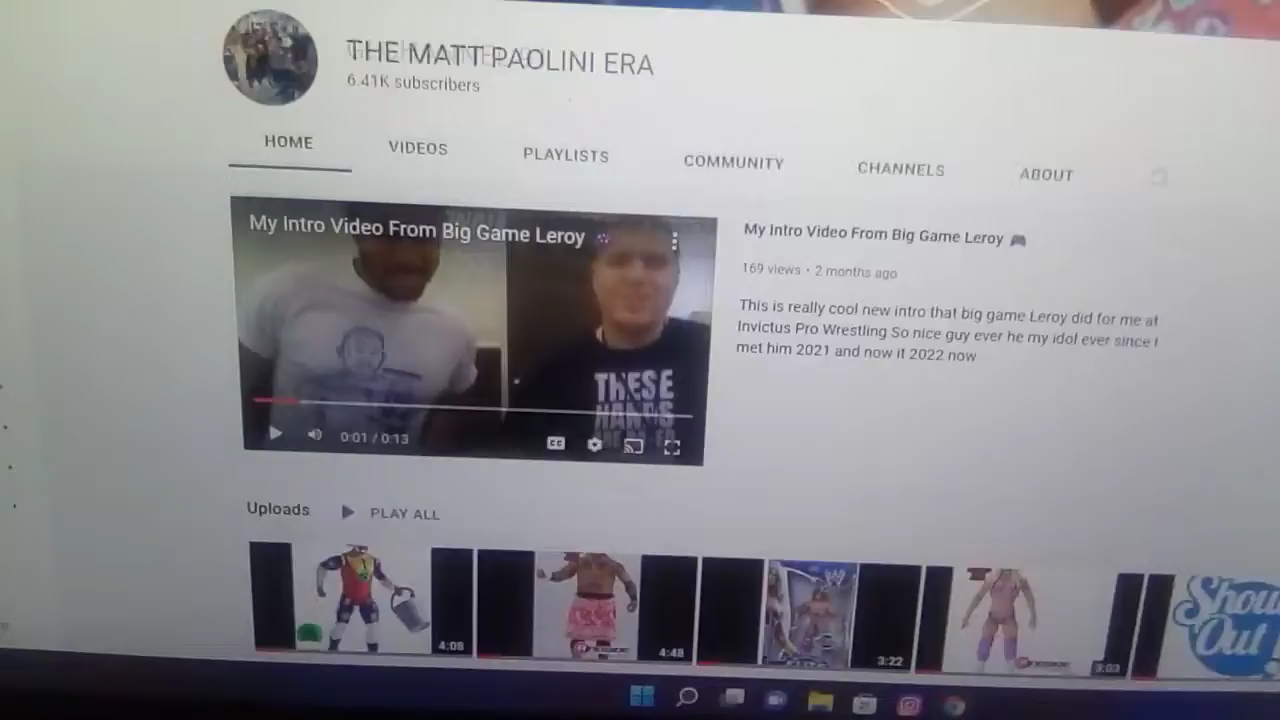 THE MATT PAOLINI ERA
6.41K subscribers
HOME
VIDEOS
PLAYLISTS
COMMUNITY
CHANNELS
ABOUT
My Intro Video From Big Game Leroy
THESE
HANDS
0:01 / 0:13
CC
My Intro Video From Big Game Leroy
169 views • 2 months ago
This is really cool new intro that big game Leroy did for me at
Invictus Pro Wrestling So nice guy ever he my idol ever since I
met him 2021 and now it 2022 now
Uploads
PLAY ALL
4:08
4:48
3:22
3:03
Shou
Out